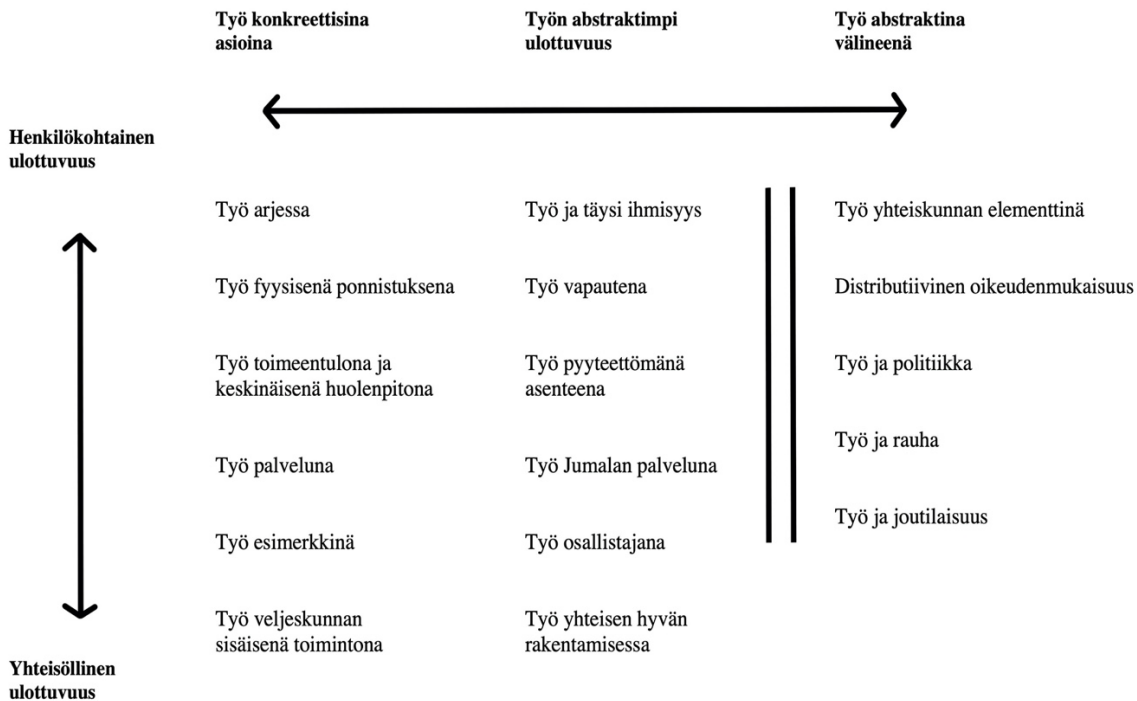 Työ konkreettisina
asioina
Työn abstraktimpi
ulottuvuus
Työ abstraktina
välineenä
Henkilökohtainen
ulottuvuus
Työ arjessa
Työ ja täysi ihmisyys
Työ yhteiskunnan elementtinä
Työ fyysisenä ponnistuksena
Työ vapautena
Distributiivinen oikeudenmukaisuus
Työ toimeentulona ja
keskinäisenä huolenpitona
Työ pyyteettömänä
asenteena
Työ ja politiikka
Työ palveluna
Työ Jumalan palveluna
Työ ja rauha
Työ esimerkkinä
Työ osallistajana
Työ ja joutilaisuus
Työ veljeskunnan
sisäisenä toimintona
Työ yhteisen hyvän
rakentamisessa
Yhteisöllinen
ulottuvuus